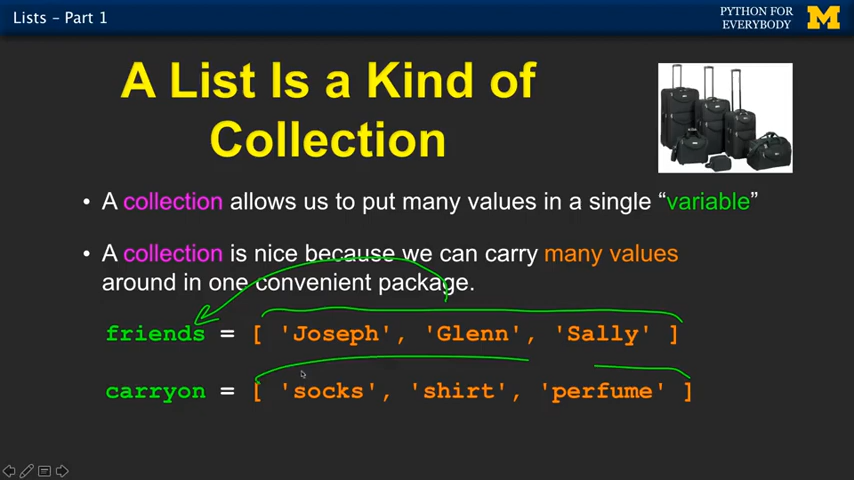 Lists – Part 1
PYTHON FOR
EVERYBODY
M
A List Is a Kind of
Collection
• A collection allows us to put many values in a single “variable”
• A collection is nice because we can carry many values
around in one convenient package.
friends = [ 'Joseph', 'Glenn', 'Sally' ]
carryon = [ 'socks', 'shirt', 'perfume' ]